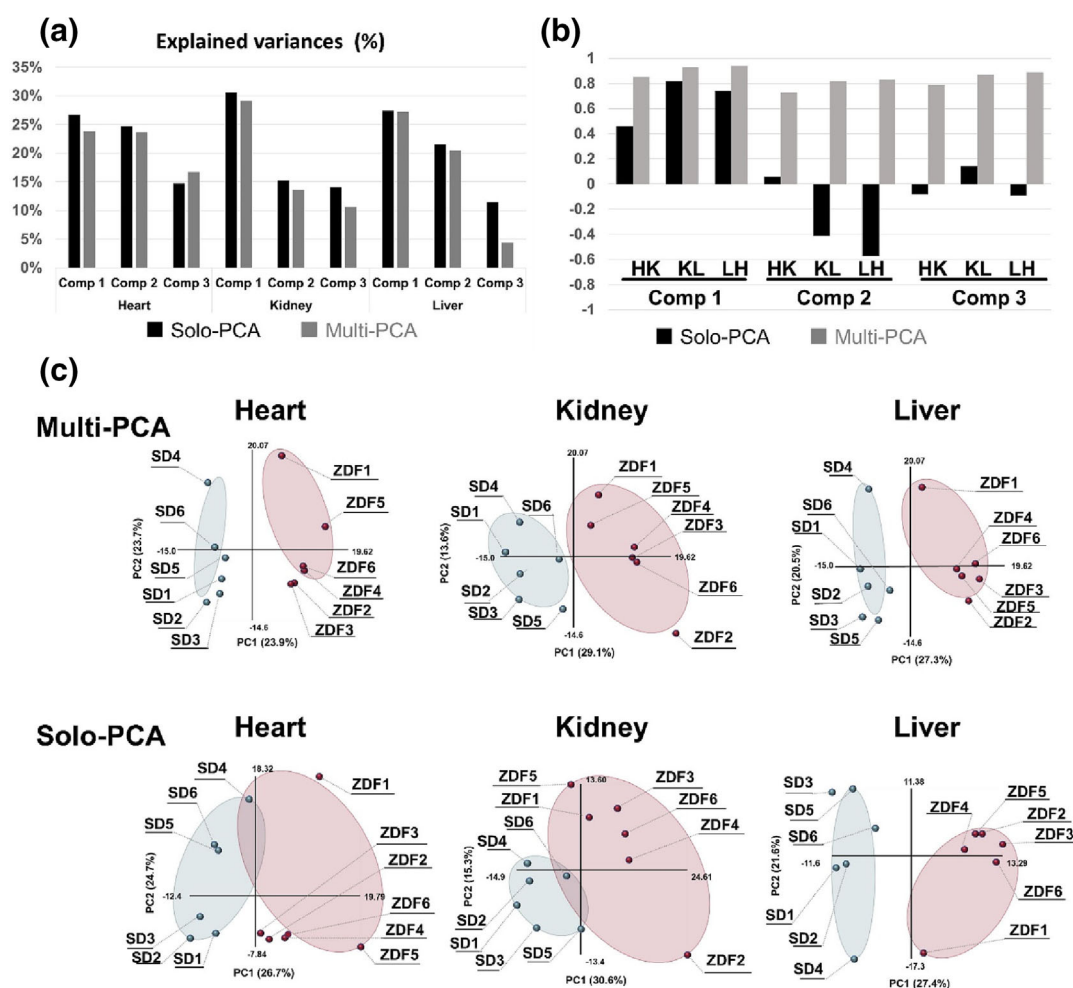 (a)
Explained variances (%)
35%
30%
25%
20%
15%
10%
5%
0%
Comp 1 Comp 2 Comp 3 Comp 1 Comp 2 Comp 3 Comp 1 Comp 2 Comp 3
Heart Kidney Liver
Solo-PCA Multi-PCA
(b)
1
0.8
0.6
0.4
0.2
0
-0.2
-0.4
-0.6
-0.8
-1
HK KL LH HK KL LH HK KL LH
Comp 1 Comp 2 Comp 3
Solo-PCA Multi-PCA
(c)
Multi-PCA
Heart
SD4
SD6
SD5
SD1
SD2
SD3
20.07
ZDF1
ZDF5
-15.0
19.62
ZDF6
ZDF4
ZDF2
ZDF3
-14.6
PC2 (23.7%)
PC1 (23.9%)
Kidney
20.07
SD4
SD1
SD6
SD2
SD3
SD5
ZDF1
ZDF5
ZDF4
ZDF3
-15.0
19.62
ZDF6
ZDF2
-14.6
PC2 (13.6%)
PC1 (29.1%)
Liver
20.07
SD4
SD6
SD1
SD2
SD3
SD5
ZDF1
ZDF4
ZDF6
-15.0
19.62
ZDF3
ZDF5
ZDF2
-14.6
PC2 (20.5%)
PC1 (27.3%)
Solo-PCA
Heart
18.32
SD4
SD6
SD5
SD3
SD2
SD1
ZDF1
ZDF3
ZDF2
-12.4
19.79
ZDF6
ZDF4
ZDF5
-7.84
PC2 (24.7%)
PC1 (26.7%)
Kidney
13.60
ZDF5
ZDF1
SD6
SD4
SD2
SD1
SD3
SD5
ZDF3
ZDF6
ZDF4
-14.9
24.61
ZDF2
-13.4
PC2 (15.3%)
PC1 (30.6%)
Liver
11.38
SD3
SD5
SD6
SD1
SD2
SD4
ZDF4
ZDF5
ZDF2
ZDF3
-11.6
13.29
ZDF6
ZDF1
-17.3
PC2 (21.6%)
PC1 (27.4%)